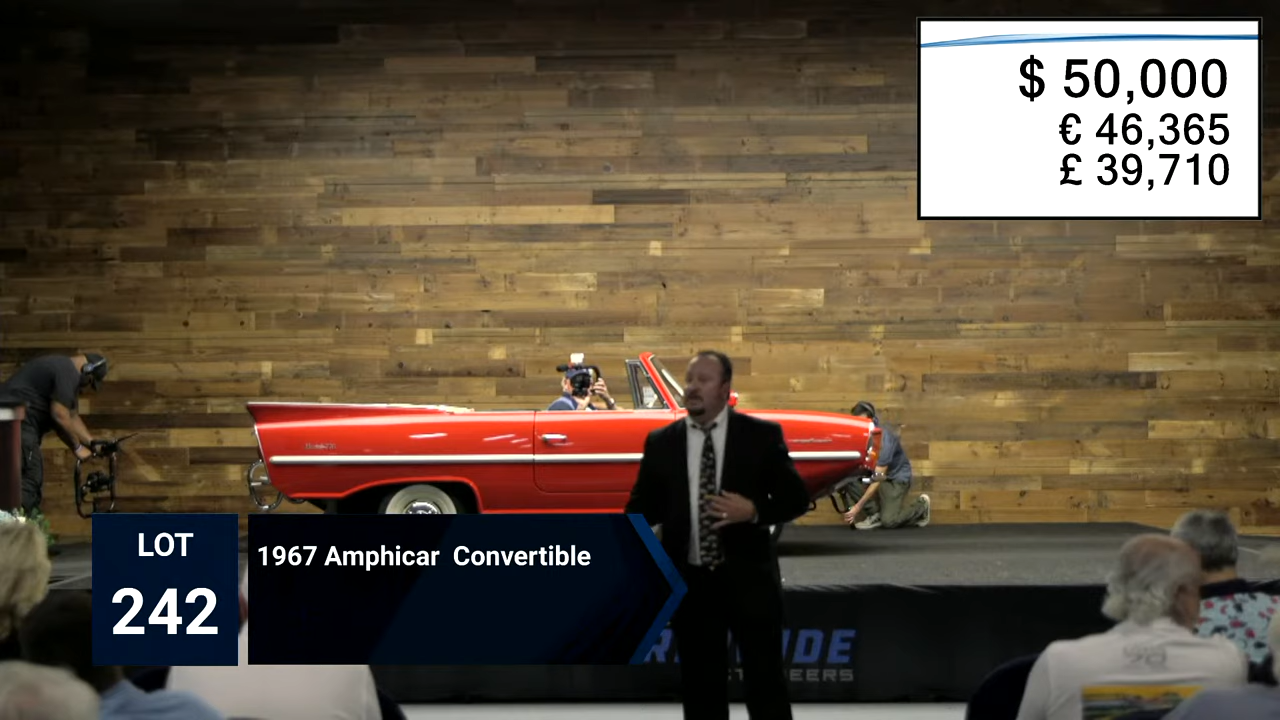 $ 50,000
€ 46,365
£ 39,710
LOT
242
1967 Amphicar  Convertible